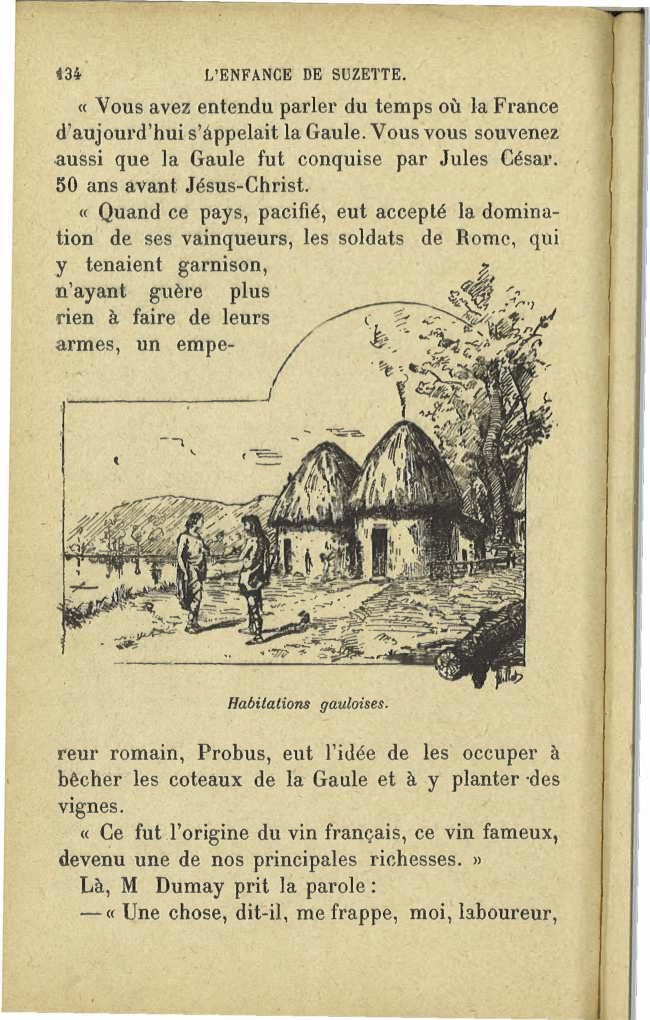 134 L'ENFANCE DE SUZETTE.
« Vous avez entendu parler du temps où la France
d'aujourd'hui s'appelait la Gaule. Vous vous souvenez
aussi que la Gaule fut conquise par Jules César.
50 ans avant Jésus-Christ.
« Quand ce pays, pacifié, eut accepté la domina-
tion de ses vainqueurs, les soldats de Rome, qui
y tenaient garnison,
n'ayant guère plus
rien à faire de leurs
armes, un empe-
Habitations gauloises.
reur romain, Probus, eut l'idée de les occuper à
bêcher les coteaux de la Gaule et à y planter des
vignes.
« Ce fut l'origine du vin français, ce vin fameux,
devenu une de nos principales richesses. »
Là, M Dumay prit la parole :
— « Une chose, dit-il, me frappe, moi, laboureur,